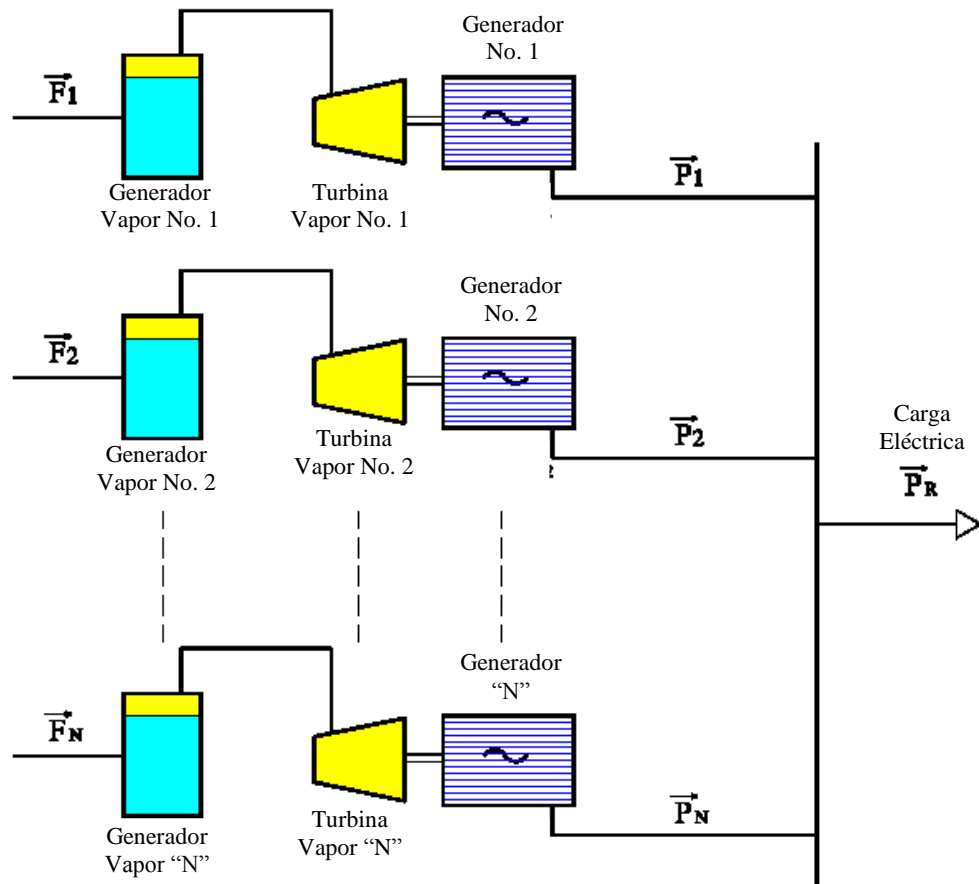 Generador
No. 1
F1
Generador
Vapor No. 1
Turbina
Vapor No. 1
P1
Generador
No. 2
F2
Generador
Vapor No. 2
Turbina
Vapor No. 2
P2
Carga
Eléctrica
PR
Generador
“N”
FN
Generador
Vapor “N”
Turbina
Vapor “N”
PN